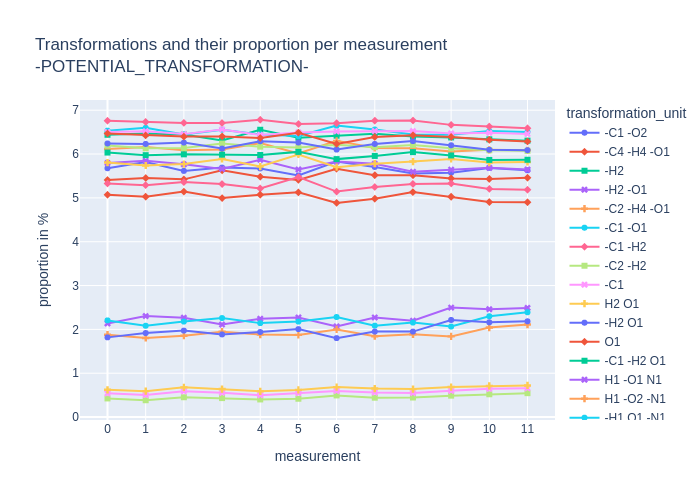 Transformations and their proportion per measurement
-POTENTIAL_TRANSFORMATION-
transformation_unit
-C1 -O2
-C4 -H4 -O1
-H2
-H2 -O1
-C2 -H4 -O1
-C1 -O1
-C1 -H2
-C2 -H2
-C1
H2 O1
-H2 O1
O1
-C1 -H2 O1
H1 -O1 N1
H1 -O2 -N1
-H1 O1 -N1
proportion in %
7
6
5
4
3
2
1
0
0 1 2 3 4 5 6 7 8 9 10 11
measurement